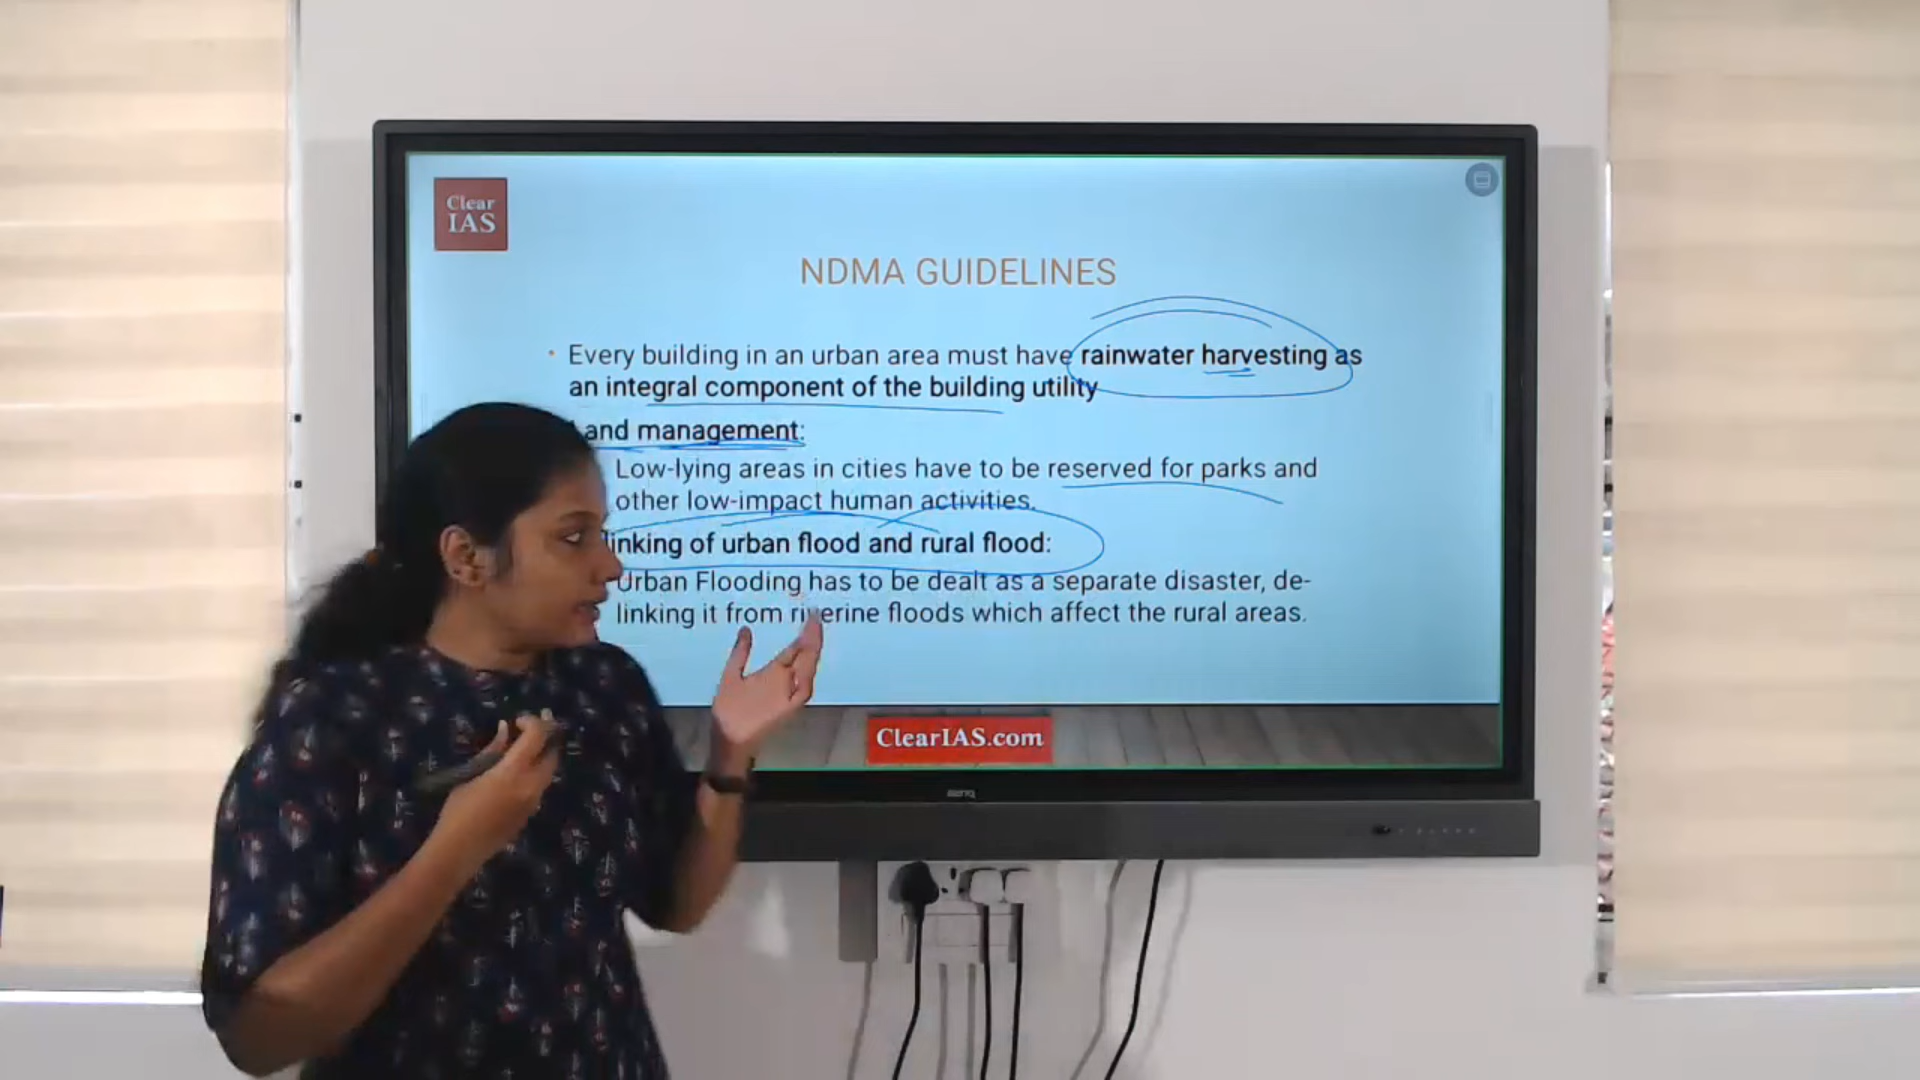 Clear
IAS
NDMA GUIDELINES
Every building in an urban area must have rainwater harvesting as
an integral component of the building utility
and management:
Low-lying areas in cities have to be reserved for parks and
other low-impact human activities.
linking of urban flood and rural flood:
Urban Flooding has to be dealt as a separate disaster, de-
linking it from riverine floods which affect the rural areas.
ClearIAS.com
BenQ